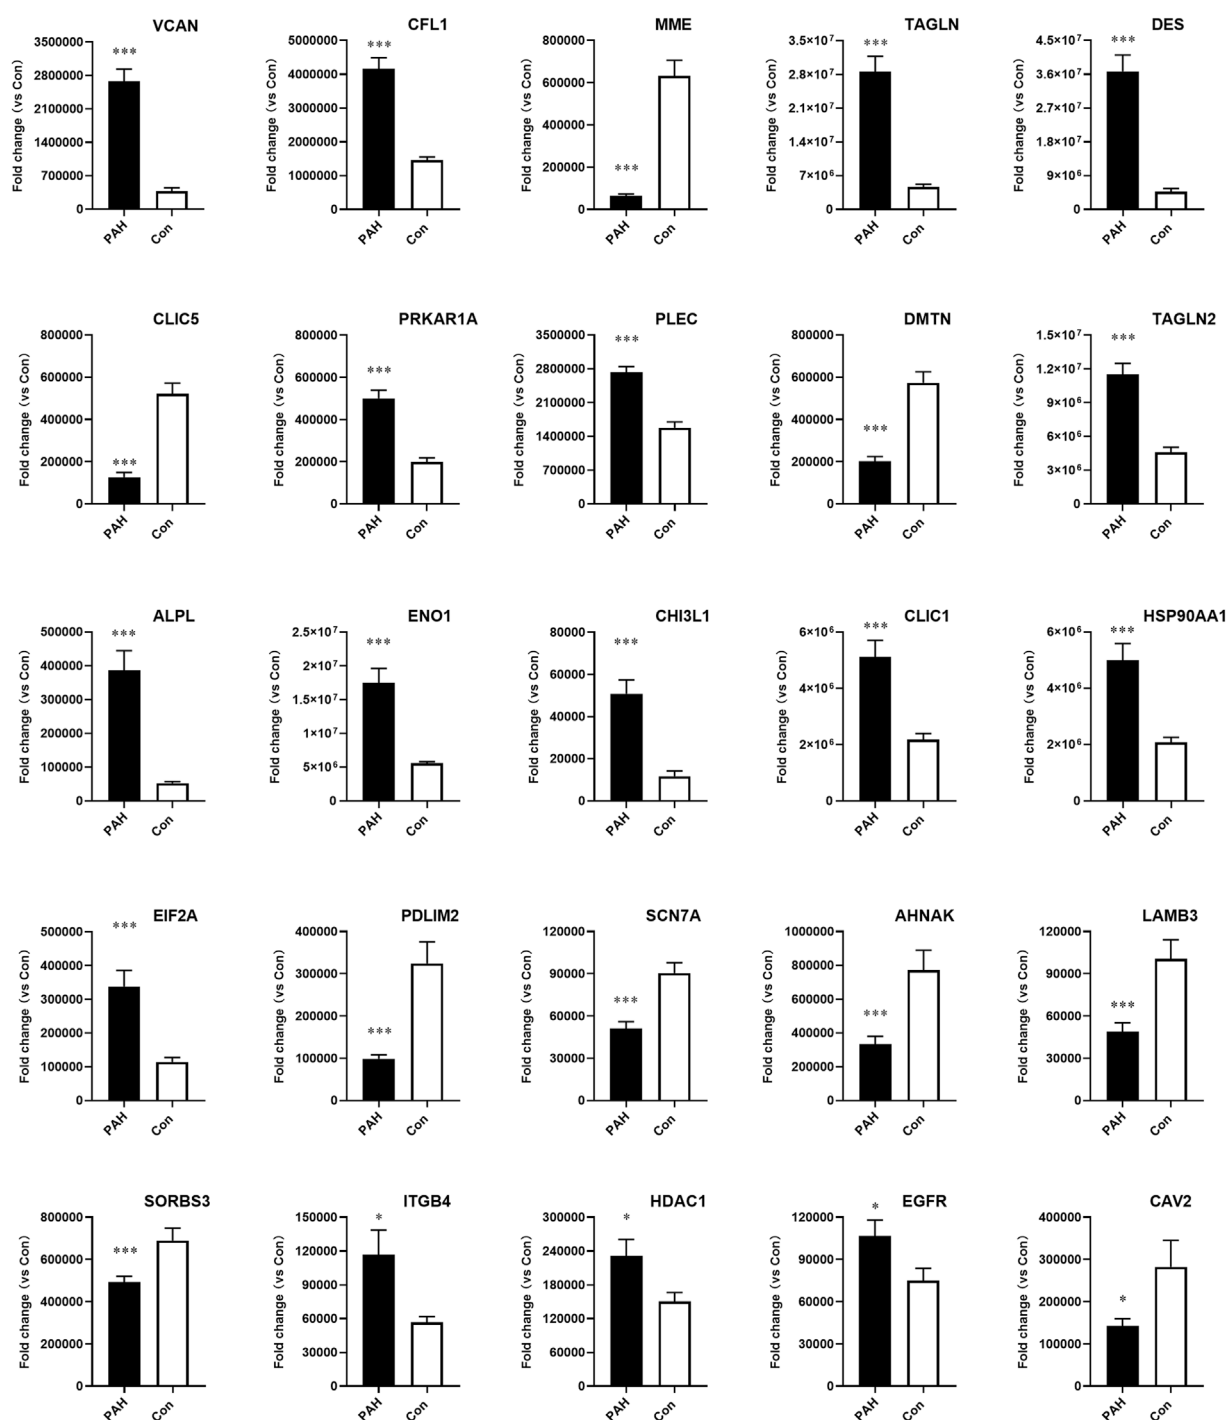 VCAN
Fold change (vs Con)
3500000
2800000
2100000
1400000
700000
0
***
PAH
Con
CFL1
Fold change (vs Con)
5000000
4000000
3000000
2000000
1000000
0
***
PAH
Con
MME
Fold change (vs Con)
800000
600000
400000
200000
0
***
PAH
Con
TAGLN
Fold change (vs Con)
3.5×10⁷
2.8×10⁷
2.1×10⁷
1.4×10⁷
7×10⁶
0
***
PAH
Con
DES
Fold change (vs Con)
4.5×10⁷
3.6×10⁷
2.7×10⁷
1.8×10⁷
9×10⁶
0
***
PAH
Con
CLIC5
Fold change (vs Con)
800000
600000
400000
200000
0
***
PAH
Con
PRKAR1A
Fold change (vs Con)
800000
600000
400000
200000
0
***
PAH
Con
PLEC
Fold change (vs Con)
3500000
2800000
2100000
1400000
700000
0
***
PAH
Con
DMTN
Fold change (vs Con)
800000
600000
400000
200000
0
***
PAH
Con
TAGLN2
Fold change (vs Con)
1.5×10⁷
1.2×10⁷
9×10⁶
6×10⁶
3×10⁶
0
***
PAH
Con
ALPL
Fold change (vs Con)
500000
400000
300000
200000
100000
0
***
PAH
Con
ENO1
Fold change (vs Con)
2.5×10⁷
2×10⁷
1.5×10⁷
1×10⁷
5×10⁶
0
***
PAH
Con
CHI3L1
Fold change (vs Con)
80000
60000
40000
20000
0
***
PAH
Con
CLIC1
Fold change (vs Con)
6×10⁶
4×10⁶
2×10⁶
0
***
PAH
Con
HSP90AA1
Fold change (vs Con)
6×10⁶
4×10⁶
2×10⁶
0
***
PAH
Con
EIF2A
Fold change (vs Con)
500000
400000
300000
200000
100000
0
***
PAH
Con
PDLIM2
Fold change (vs Con)
400000
300000
200000
100000
0
***
PAH
Con
SCN7A
Fold change (vs Con)
120000
90000
60000
30000
0
***
PAH
Con
AHNAK
Fold change (vs Con)
1000000
800000
600000
400000
200000
0
***
PAH
Con
LAMB3
Fold change (vs Con)
120000
90000
60000
30000
0
***
PAH
Con
SORBS3
Fold change (vs Con)
800000
600000
400000
200000
0
***
PAH
Con
ITGB4
Fold change (vs Con)
150000
120000
90000
60000
30000
0
*
PAH
Con
HDAC1
Fold change (vs Con)
300000
240000
180000
120000
60000
0
*
PAH
Con
EGFR
Fold change (vs Con)
120000
90000
60000
30000
0
*
PAH
Con
CAV2
Fold change (vs Con)
400000
300000
200000
100000
0
*
PAH
Con